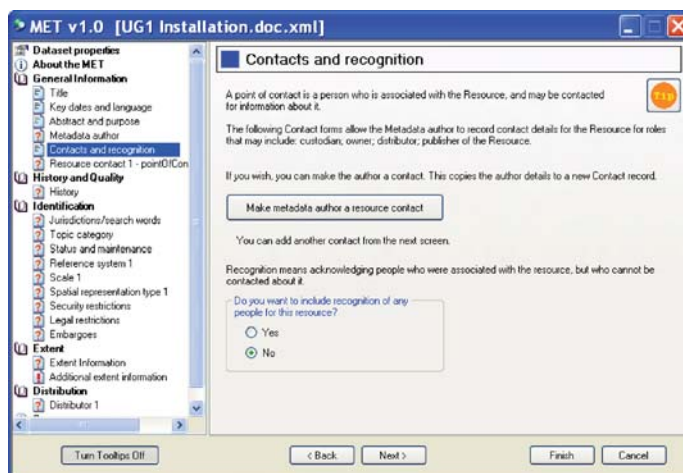 MET v1.0 [UG1 Installation.doc.xml]
Dataset properties
About the MET
General Information
Title
Key dates and language
Abstract and purpose
Metadata author
Contacts and recognition
Resource contact 1 - pointOfCon
History and Quality
History
Identification
Jurisdictions/search words
Topic category
Status and maintenance
Reference system 1
Scale 1
Spatial representation type 1
Security restrictions
Legal restrictions
Embargoes
Extent
Extent Information
Additional extent information
Distribution
Distributor 1
Contacts and recognition
A point of contact is a person who is associated with the Resource, and may be contacted
for information about it.
Tip
The following Contact forms allow the Metadata author to record contact details for the Resource for roles
that may include: custodian; owner; distributor; publisher of the Resource.
If you wish, you can make the author a contact. This copies the author details to a new Contact record.
Make metadata author a resource contact
You can add another contact from the next screen.
Recognition means acknowledging people who were associated with the resource, but who cannot be
contacted about it.
Do you want to include recognition of any
people for this resource?
Yes
No
Turn Tooltips Off
< Back
Next >
Finish
Cancel